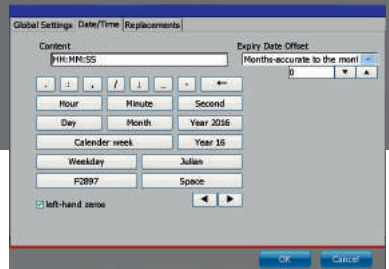 Global Settings Date/Time Replacements
Content
HH:MM:SS
Expiry Date Offset
Months-accurate to the mont
0
. : , / ; _ -
Hour Minute Second
Day Month Year 2016
Calender week Year 16
Weekday Julian
F2897 Space
left-hand zeros
OK Cancel